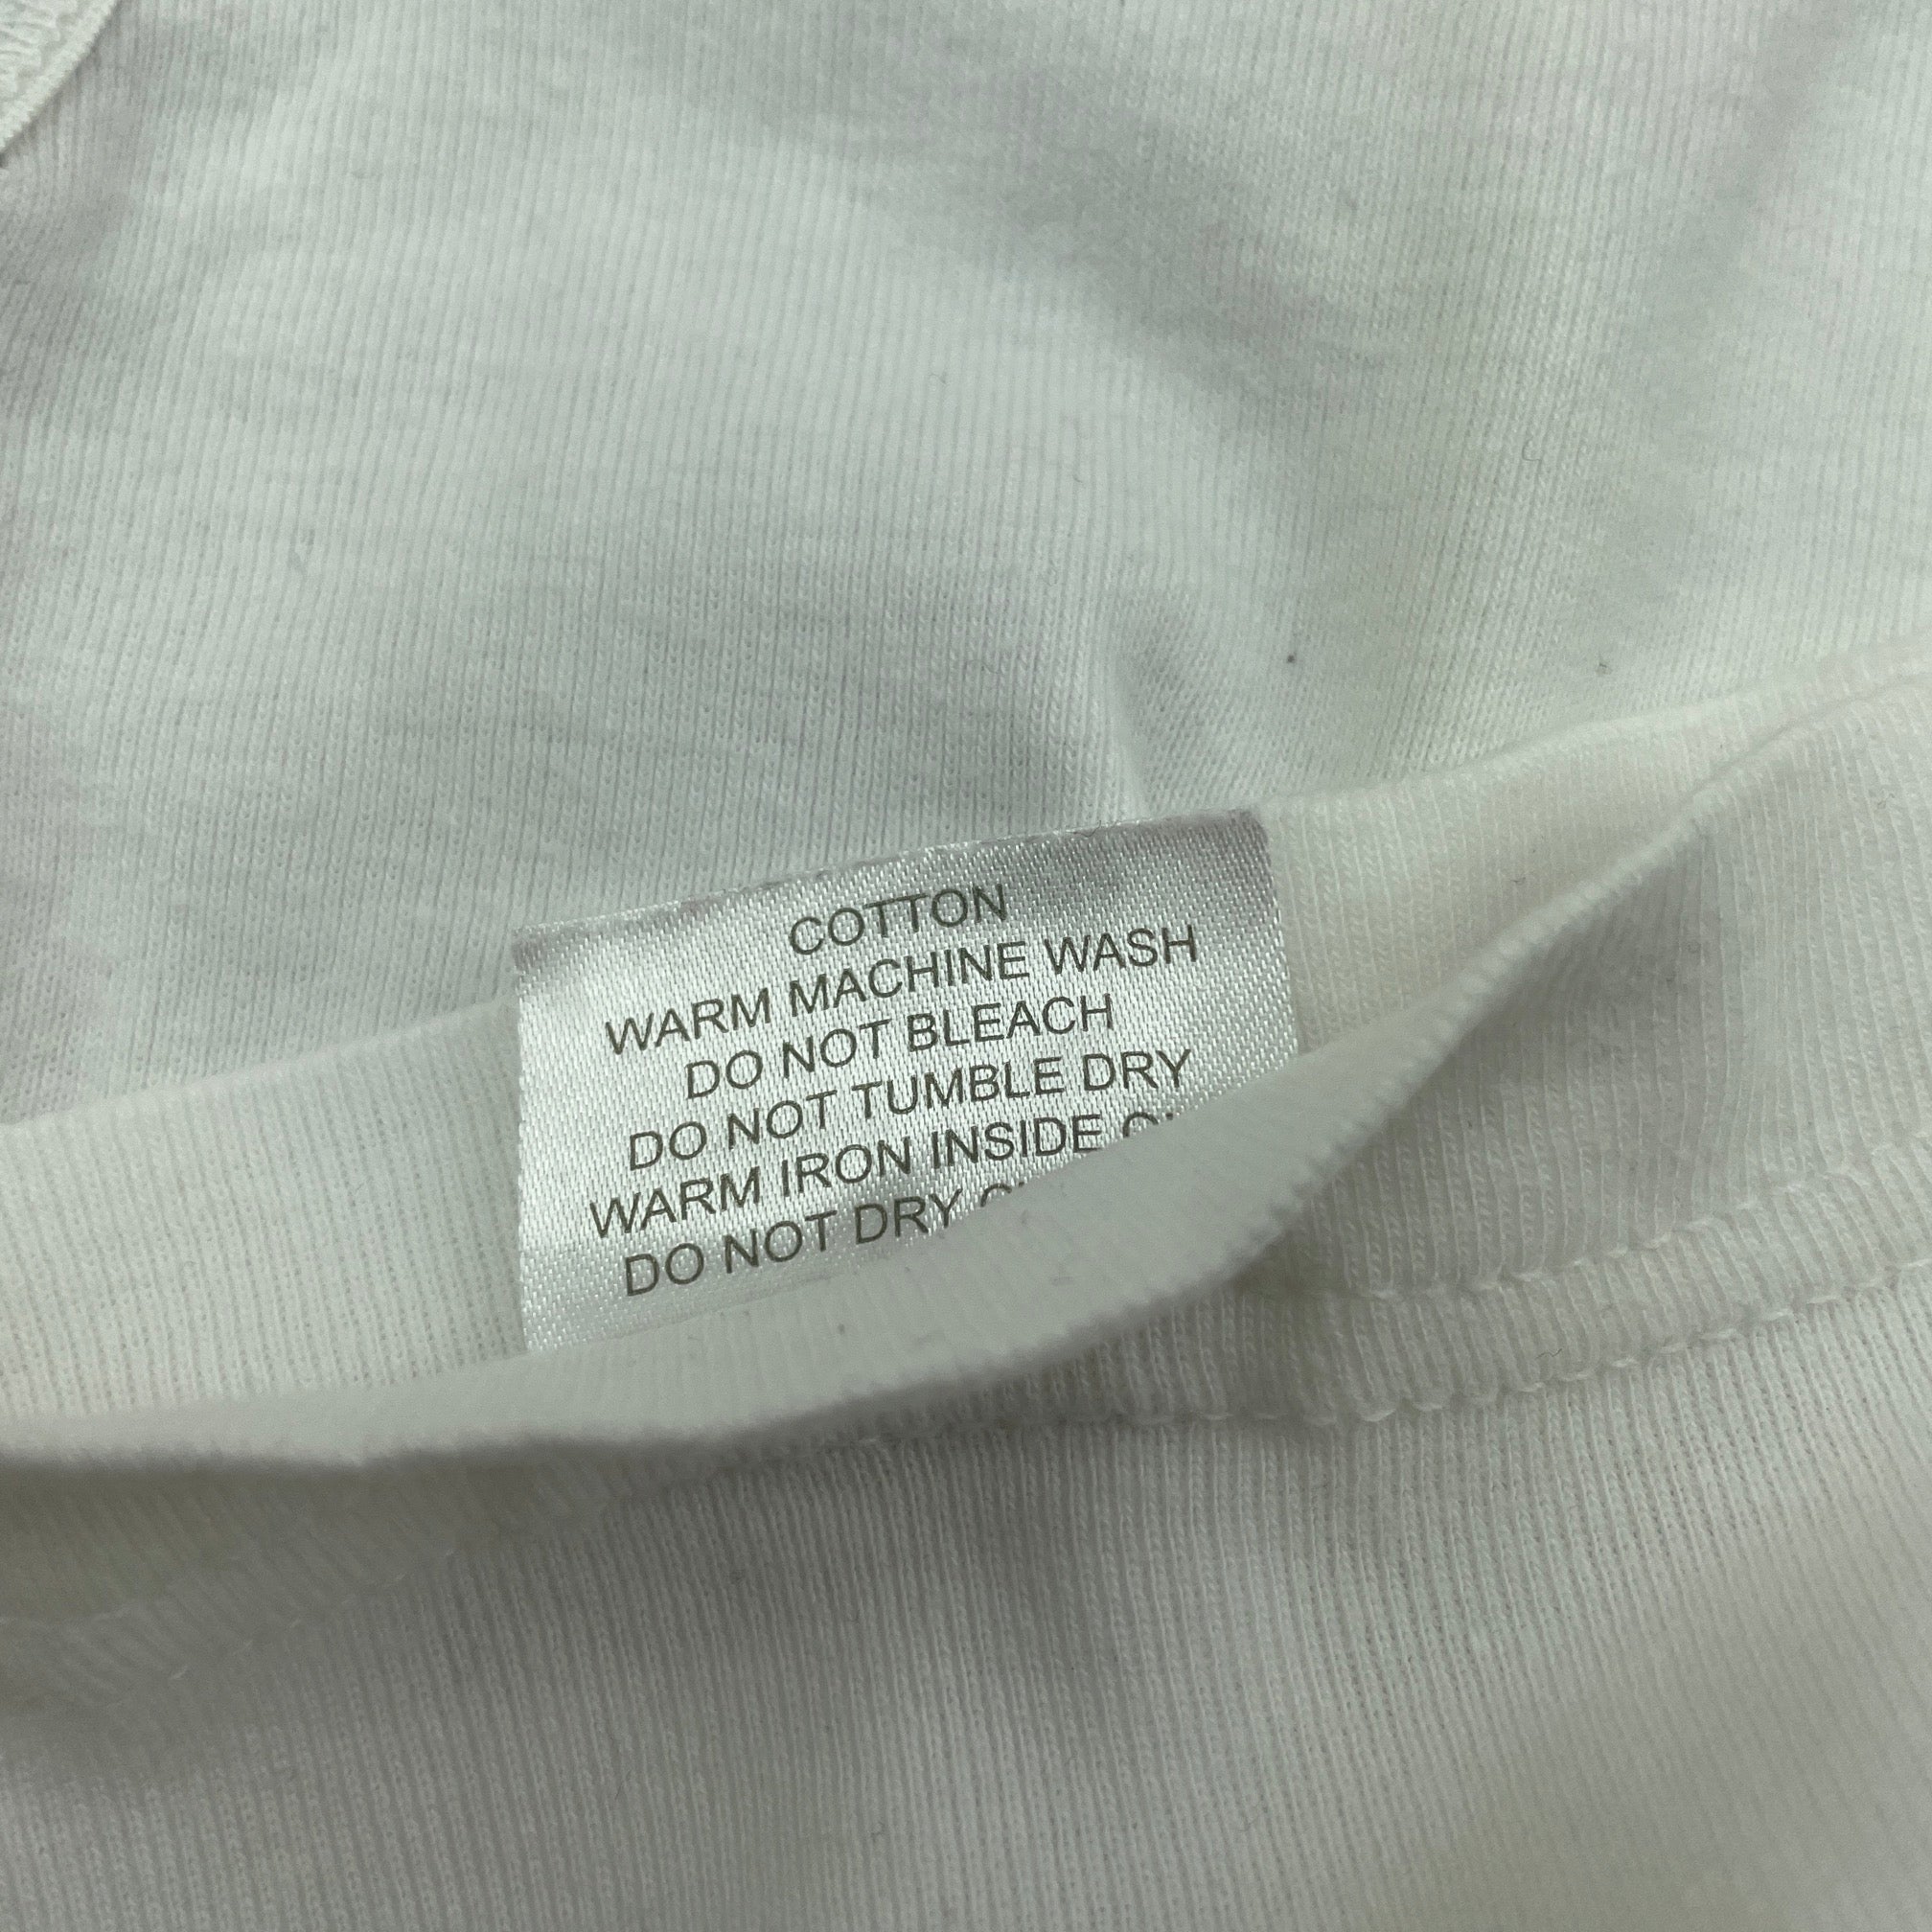 COTTON
WARM MACHINE WASH
DO NOT BLEACH
DO NOT TUMBLE DRY
WARM IRON INSIDE
DO NOT DRY